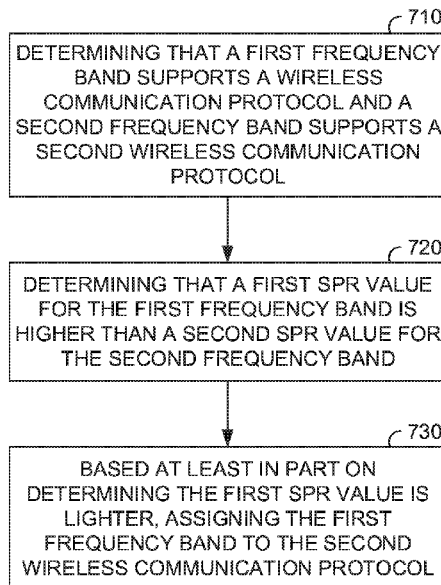 710
DETERMINING THAT A FIRST FREQUENCY
BAND SUPPORTS A WIRELESS
COMMUNICATION PROTOCOL AND A
SECOND FREQUENCY BAND SUPPORTS A
SECOND WIRELESS COMMUNICATION
PROTOCOL
720
DETERMINING THAT A FIRST SPR VALUE
FOR THE FIRST FREQUENCY BAND IS
HIGHER THAN A SECOND SPR VALUE FOR
THE SECOND FREQUENCY BAND
730
BASED AT LEAST IN PART ON
DETERMINING THE FIRST SPR VALUE IS
LIGHTER, ASSIGNING THE FIRST
FREQUENCY BAND TO THE SECOND
WIRELESS COMMUNICATION PROTOCOL